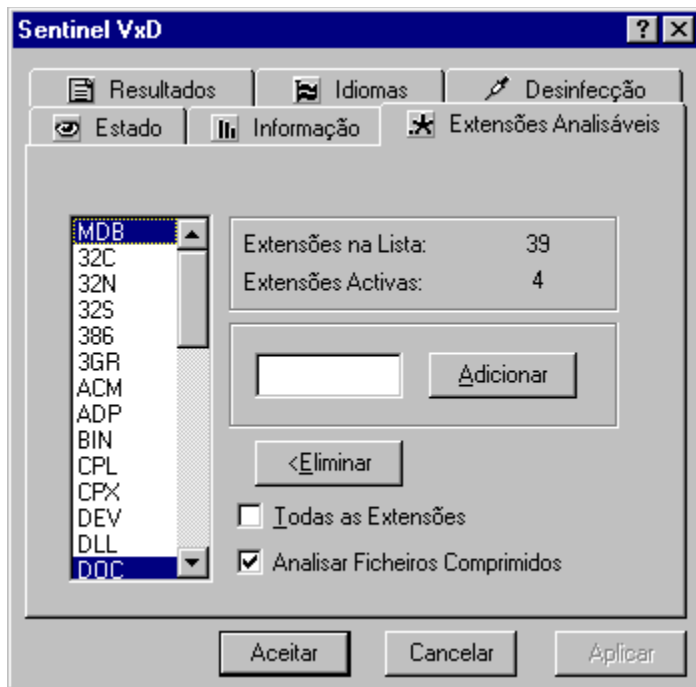 Sentinel VxD
Resultados
Idiomas
Desinfecção
Estado
Informação
Extensões Analisáveis
MDB
32C
32N
32S
386
3GR
ACM
ADP
BIN
CPL
CPX
DEV
DLL
DOC
Extensões na Lista: 39
Extensões Activas: 4
Adicionar
<Eliminar
Todas as Extensões
Analisar Ficheiros Comprimidos
Aceitar
Cancelar
Aplicar